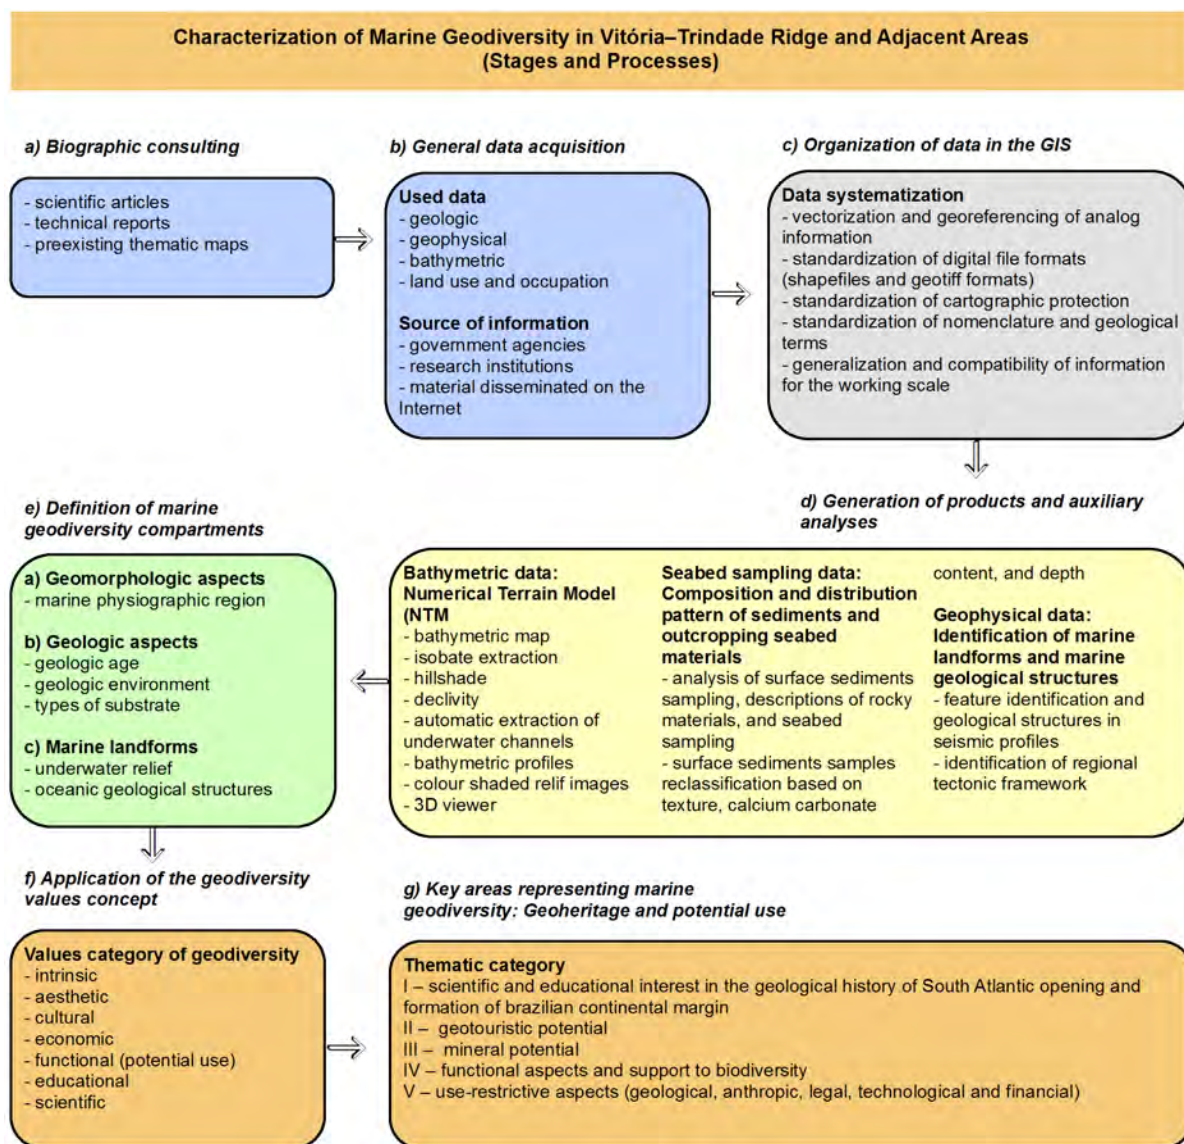 Characterization of Marine Geodiversity in Vitória–Trindade Ridge and Adjacent Areas
(Stages and Processes)
a) Biographic consulting
- scientific articles
- technical reports
- preexisting thematic maps
b) General data acquisition
Used data
- geologic
- geophysical
- bathymetric
- land use and occupation
Source of information
- government agencies
- research institutions
- material disseminated on the
Internet
c) Organization of data in the GIS
Data systematization
- vectorization and georeferencing of analog
information
- standardization of digital file formats
(shapefiles and geotiff formats)
- standardization of cartographic protection
- standardization of nomenclature and geological
terms
- generalization and compatibility of information
for the working scale
d) Generation of products and auxiliary
analyses
Bathymetric data:
Numerical Terrain Model
(NTM
- bathymetric map
- isobate extraction
- hillshade
- declivity
- automatic extraction of
underwater channels
- bathymetric profiles
- colour shaded relif images
- 3D viewer
Seabed sampling data:
Composition and distribution
pattern of sediments and
outcropping seabed
materials
- analysis of surface sediments
sampling, descriptions of rocky
materials, and seabed
sampling
- surface sediments samples
reclassification based on
texture, calcium carbonate
content, and depth
Geophysical data:
Identification of marine
landforms and marine
geological structures
- feature identification and
geological structures in
seismic profiles
- identification of regional
tectonic framework
e) Definition of marine
geodiversity compartments
a) Geomorphologic aspects
- marine physiographic region
b) Geologic aspects
- geologic age
- geologic environment
- types of substrate
c) Marine landforms
- underwater relief
- oceanic geological structures
f) Application of the geodiversity
values concept
Values category of geodiversity
- intrinsic
- aesthetic
- cultural
- economic
- functional (potential use)
- educational
- scientific
g) Key areas representing marine
geodiversity: Geoheritage and potential use
Thematic category
I – scientific and educational interest in the geological history of South Atlantic opening and
formation of brazilian continental margin
II – geotouristic potential
III – mineral potential
IV – functional aspects and support to biodiversity
V – use-restrictive aspects (geological, anthropic, legal, technological and financial)